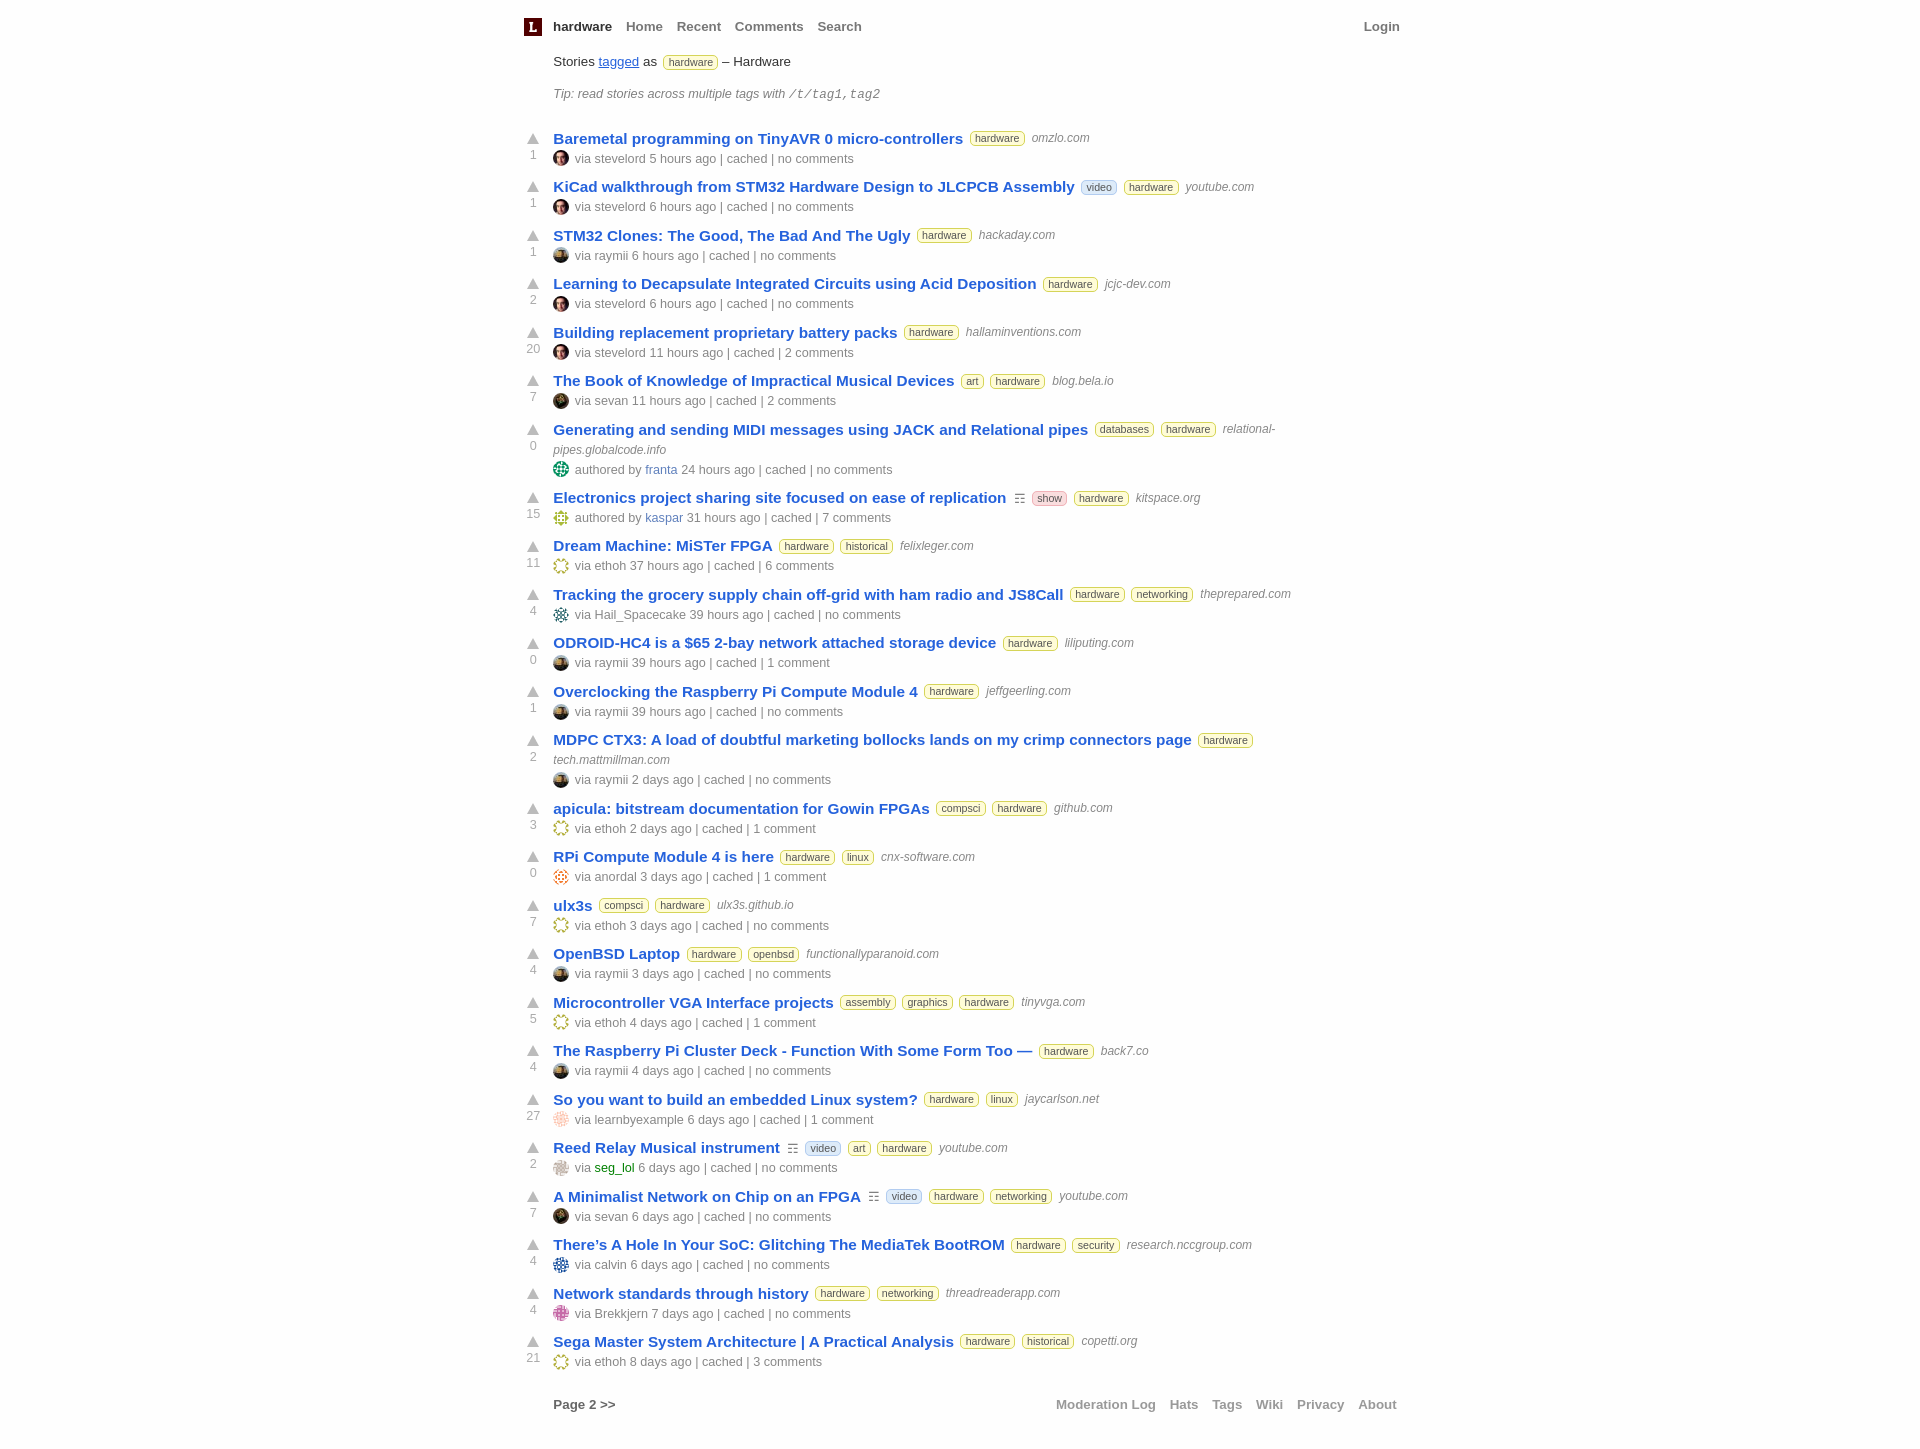 L hardware Home Recent Comments Search Login
Stories tagged as hardware – Hardware
Tip: read stories across multiple tags with /t/tag1,tag2
Baremetal programming on TinyAVR 0 micro-controllers hardware omzlo.com
1 via stevelord 5 hours ago | cached | no comments
KiCad walkthrough from STM32 Hardware Design to JLCPCB Assembly video hardware youtube.com
1 via stevelord 6 hours ago | cached | no comments
STM32 Clones: The Good, The Bad And The Ugly hardware hackaday.com
1 via raymii 6 hours ago | cached | no comments
Learning to Decapsulate Integrated Circuits using Acid Deposition hardware jcjc-dev.com
2 via stevelord 6 hours ago | cached | no comments
Building replacement proprietary battery packs hardware hallaminventions.com
20 via stevelord 11 hours ago | cached | 2 comments
The Book of Knowledge of Impractical Musical Devices art hardware blog.bela.io
7 via sevan 11 hours ago | cached | 2 comments
Generating and sending MIDI messages using JACK and Relational pipes databases hardware relational-
0 pipes.globalcode.info
authored by franta 24 hours ago | cached | no comments
Electronics project sharing site focused on ease of replication ☶ show hardware kitspace.org
15 authored by kaspar 31 hours ago | cached | 7 comments
Dream Machine: MiSTer FPGA hardware historical felixleger.com
11 via ethoh 37 hours ago | cached | 6 comments
Tracking the grocery supply chain off-grid with ham radio and JS8Call hardware networking theprepared.com
4 via Hail_Spacecake 39 hours ago | cached | no comments
ODROID-HC4 is a $65 2-bay network attached storage device hardware liliputing.com
0 via raymii 39 hours ago | cached | 1 comment
Overclocking the Raspberry Pi Compute Module 4 hardware jeffgeerling.com
1 via raymii 39 hours ago | cached | no comments
MDPC CTX3: A load of doubtful marketing bollocks lands on my crimp connectors page hardware
2 tech.mattmillman.com
via raymii 2 days ago | cached | no comments
apicula: bitstream documentation for Gowin FPGAs compsci hardware github.com
3 via ethoh 2 days ago | cached | 1 comment
RPi Compute Module 4 is here hardware linux cnx-software.com
0 via anordal 3 days ago | cached | 1 comment
ulx3s compsci hardware ulx3s.github.io
7 via ethoh 3 days ago | cached | no comments
OpenBSD Laptop hardware openbsd functionallyparanoid.com
4 via raymii 3 days ago | cached | no comments
Microcontroller VGA Interface projects assembly graphics hardware tinyvga.com
5 via ethoh 4 days ago | cached | 1 comment
The Raspberry Pi Cluster Deck - Function With Some Form Too — hardware back7.co
4 via raymii 4 days ago | cached | no comments
So you want to build an embedded Linux system? hardware linux jaycarlson.net
27 via learnbyexample 6 days ago | cached | 1 comment
Reed Relay Musical instrument ☶ video art hardware youtube.com
2 via seg_lol 6 days ago | cached | no comments
A Minimalist Network on Chip on an FPGA ☶ video hardware networking youtube.com
7 via sevan 6 days ago | cached | no comments
There’s A Hole In Your SoC: Glitching The MediaTek BootROM hardware security research.nccgroup.com
4 via calvin 6 days ago | cached | no comments
Network standards through history hardware networking threadreaderapp.com
4 via Brekkjern 7 days ago | cached | no comments
Sega Master System Architecture | A Practical Analysis hardware historical copetti.org
21 via ethoh 8 days ago | cached | 3 comments
Page 2 >> Moderation Log Hats Tags Wiki Privacy About